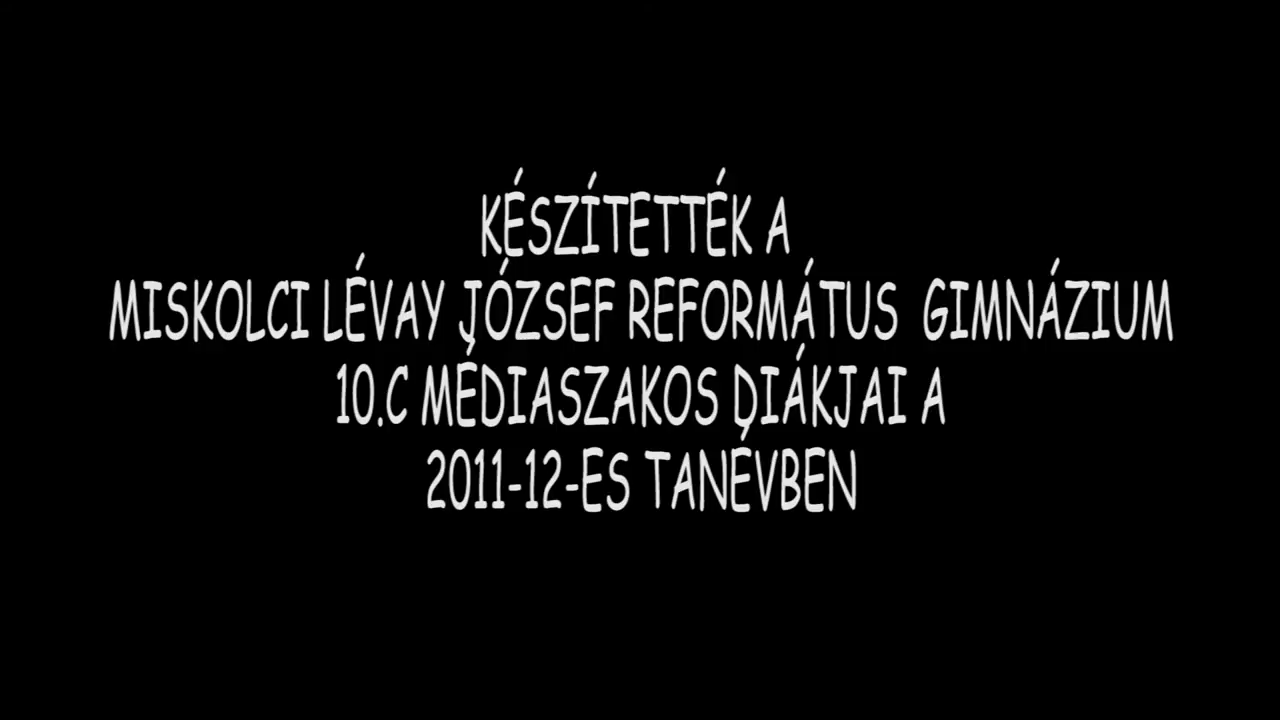 KÉSZÍTETTÉK A
MISKOLCI LÉVAY JÓZSEF REFORMÁTUS GIMNÁZIUM
10.C MÉDIASZAKOS DIÁKJAI A
2011-12-ES TANÉVBEN